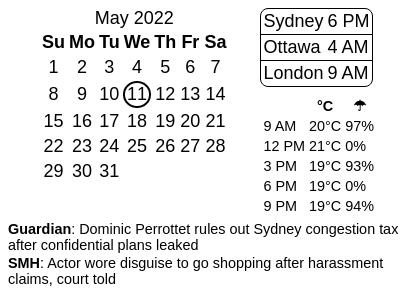 May 2022
Su Mo Tu We Th Fr Sa
1 2 3 4 5 6 7
8 9 10 11 12 13 14
15 16 17 18 19 20 21
22 23 24 25 26 27 28
29 30 31
Sydney 6 PM
Ottawa 4 AM
London 9 AM
°C ☂
9 AM 20°C 97%
12 PM 21°C 0%
3 PM 19°C 93%
6 PM 19°C 0%
9 PM 19°C 94%
Guardian: Dominic Perrottet rules out Sydney congestion tax
after confidential plans leaked
SMH: Actor wore disguise to go shopping after harassment
claims, court told